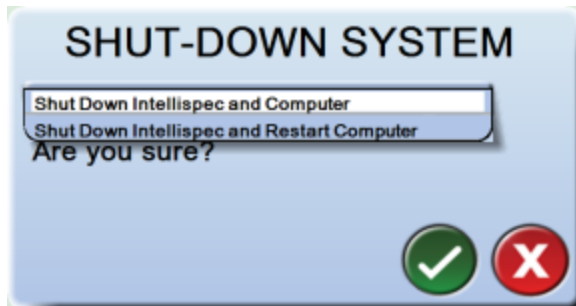 SHUT-DOWN SYSTEM
Shut Down Intellispec and Computer
Shut Down Intellispec and Restart Computer
Are you sure?